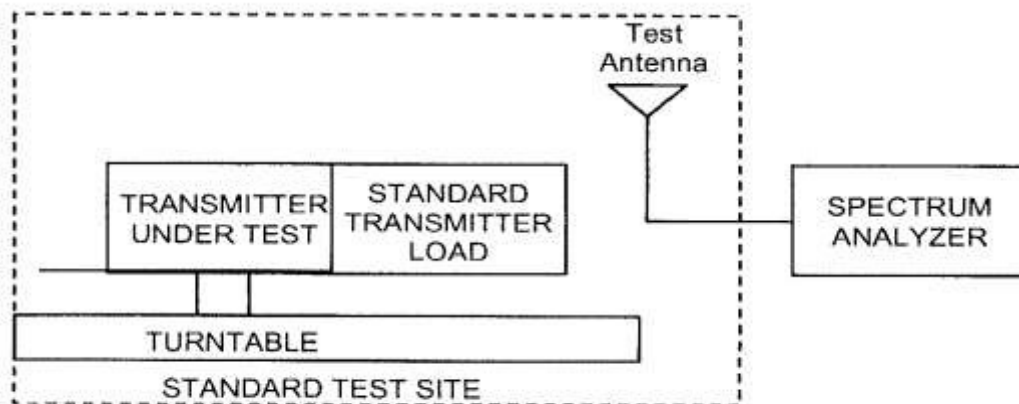 Test
Antenna
TRANSMITTER
UNDER TEST
STANDARD
TRANSMITTER
LOAD
SPECTRUM
ANALYZER
TURNTABLE
STANDARD TEST SITE